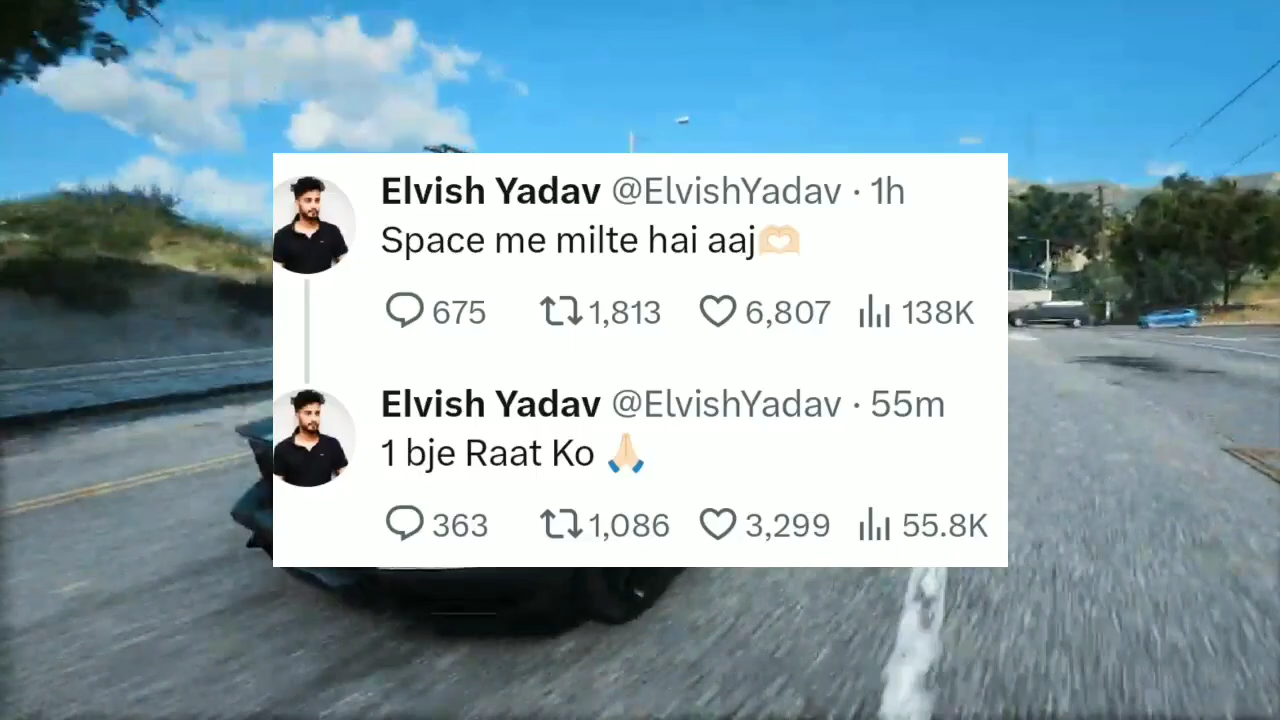 Elvish Yadav @ElvishYadav · 1h
Space me milte hai aaj🫶🏻
675 1,813 6,807 138K
Elvish Yadav @ElvishYadav · 55m
1 bje Raat Ko 🙏🏻
363 1,086 3,299 55.8K